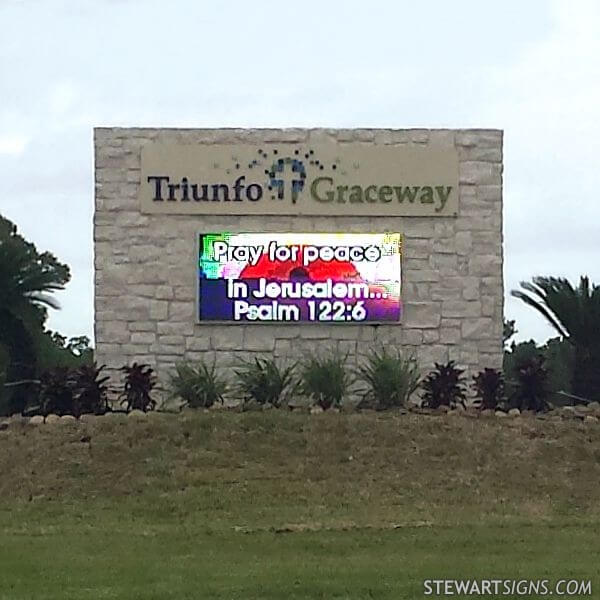 Triunfo Graceway
Pray for peace
In Jerusalem...
Psalm 122:6
STEWARTSIGNS.COM